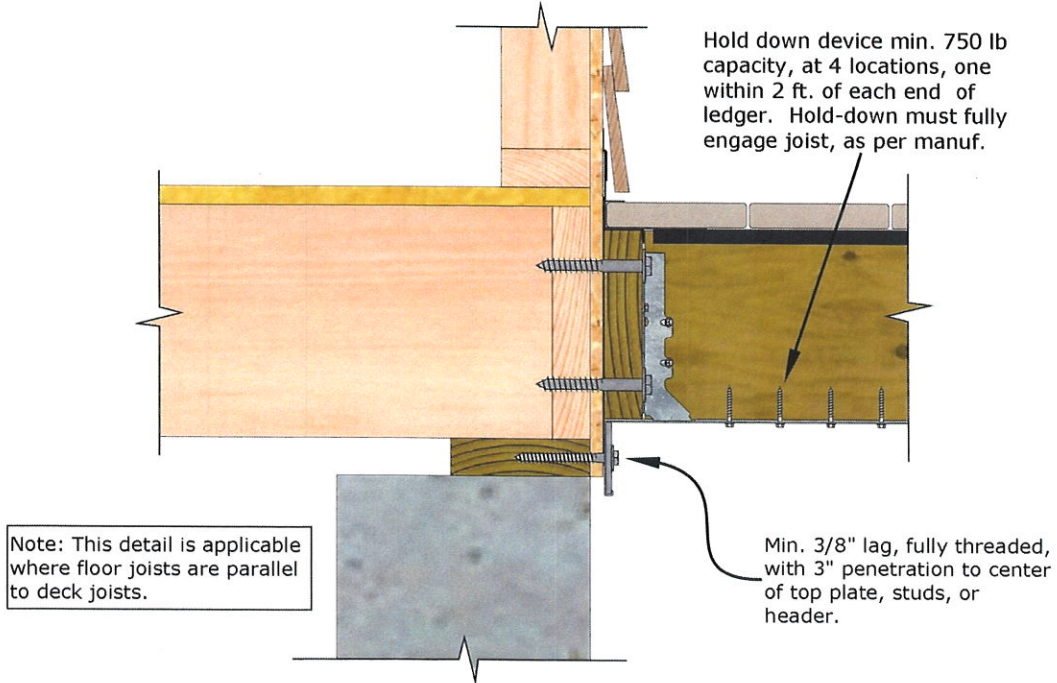 Hold down device min. 750 lb
capacity, at 4 locations, one
within 2 ft. of each end of
ledger. Hold-down must fully
engage joist, as per manuf.
Note: This detail is applicable
where floor joists are parallel
to deck joists.
Min. 3/8" lag, fully threaded,
with 3" penetration to center
of top plate, studs, or
header.